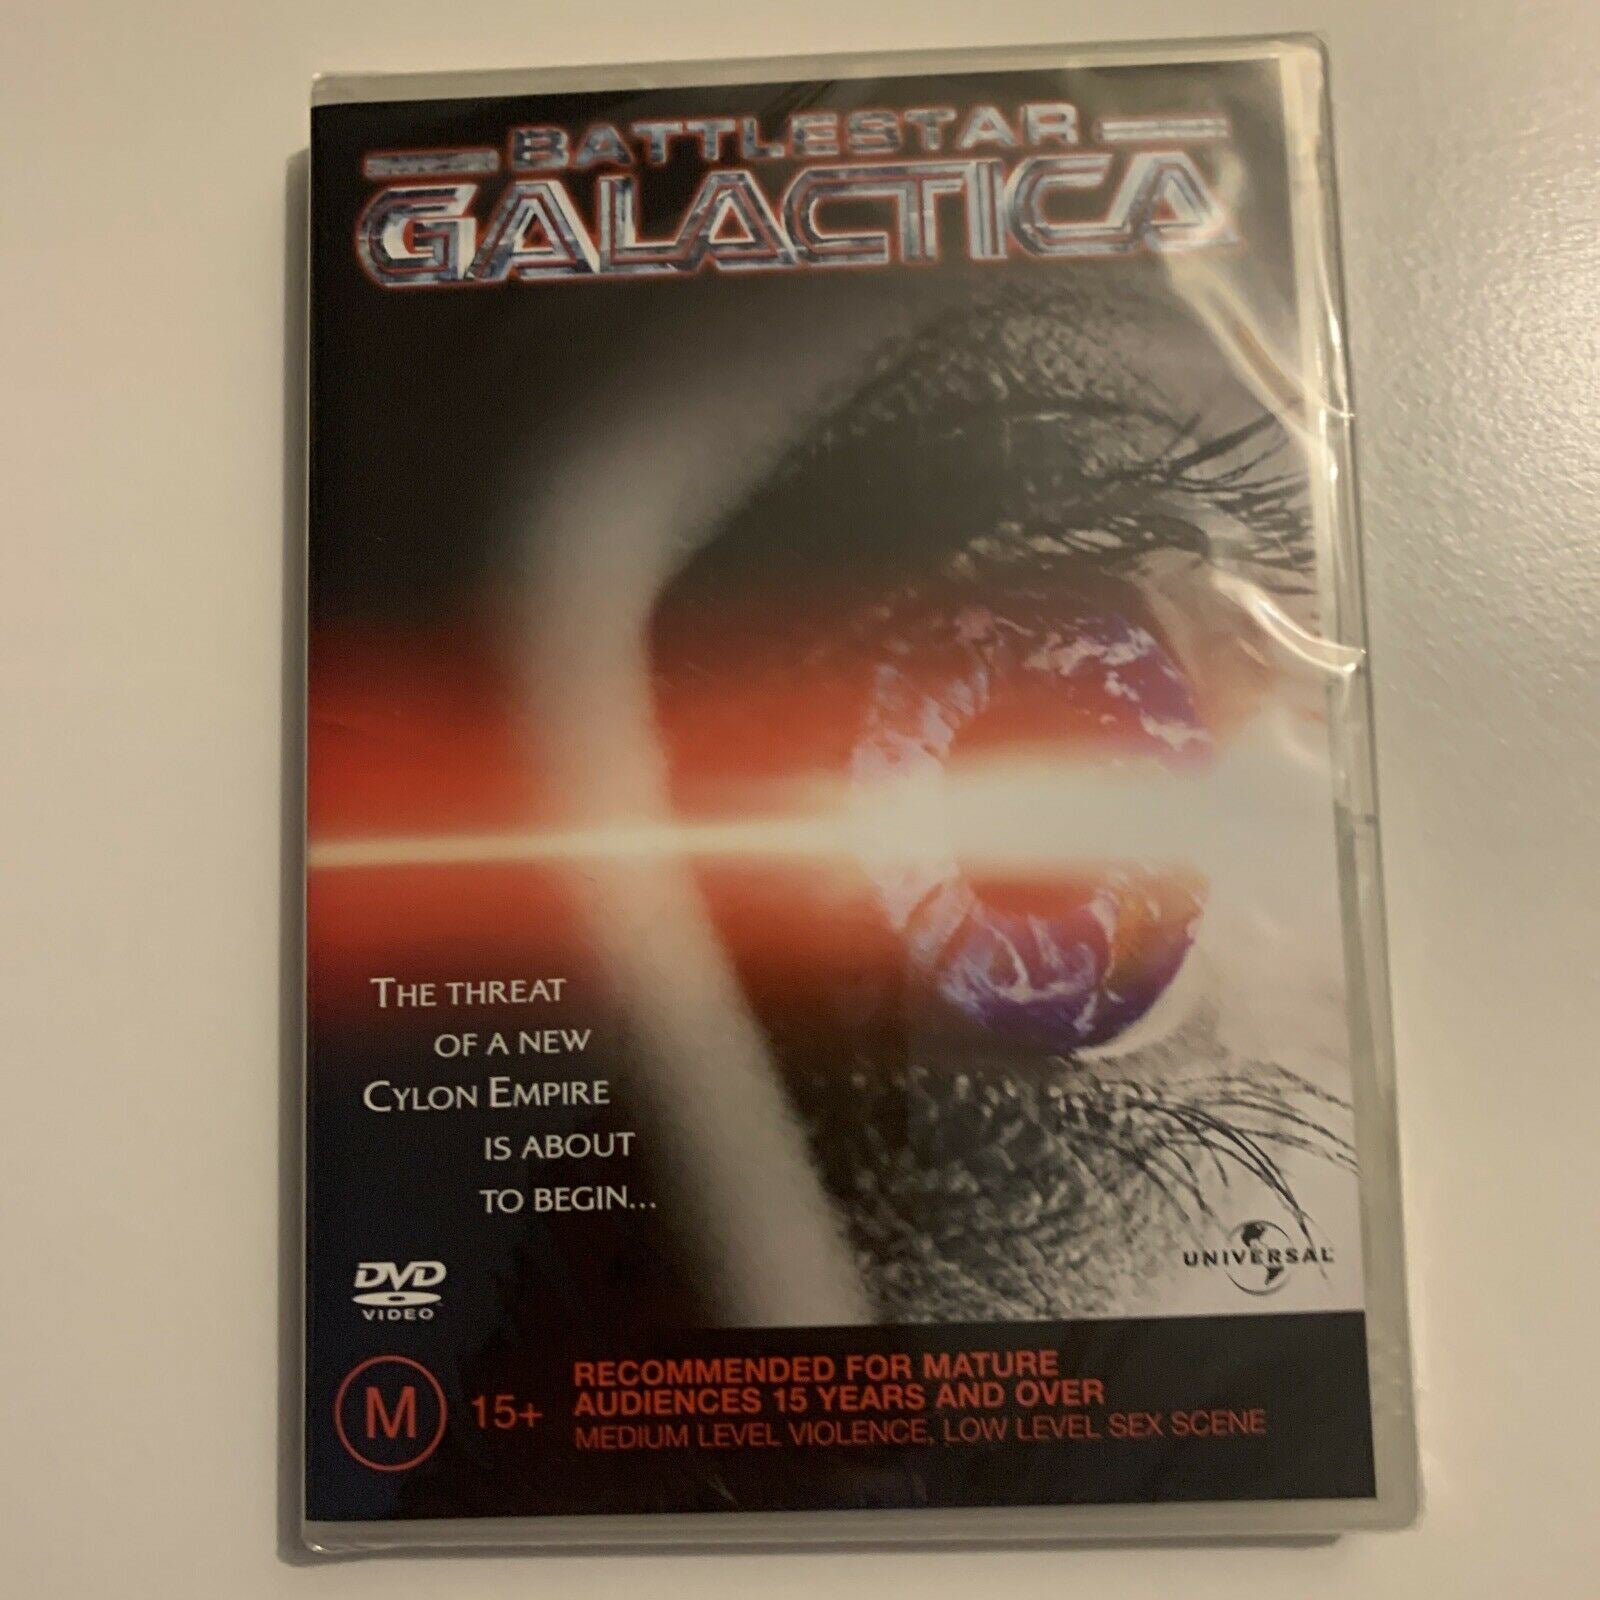 BATTLESTAR
GALACTICA
THE THREAT
OF A NEW
CYLON EMPIRE
IS ABOUT
TO BEGIN...
UNIVERSAL
DVD
VIDEO
M 15+
RECOMMENDED FOR MATURE
AUDIENCES 15 YEARS AND OVER
MEDIUM LEVEL VIOLENCE, LOW LEVEL SEX SCENE